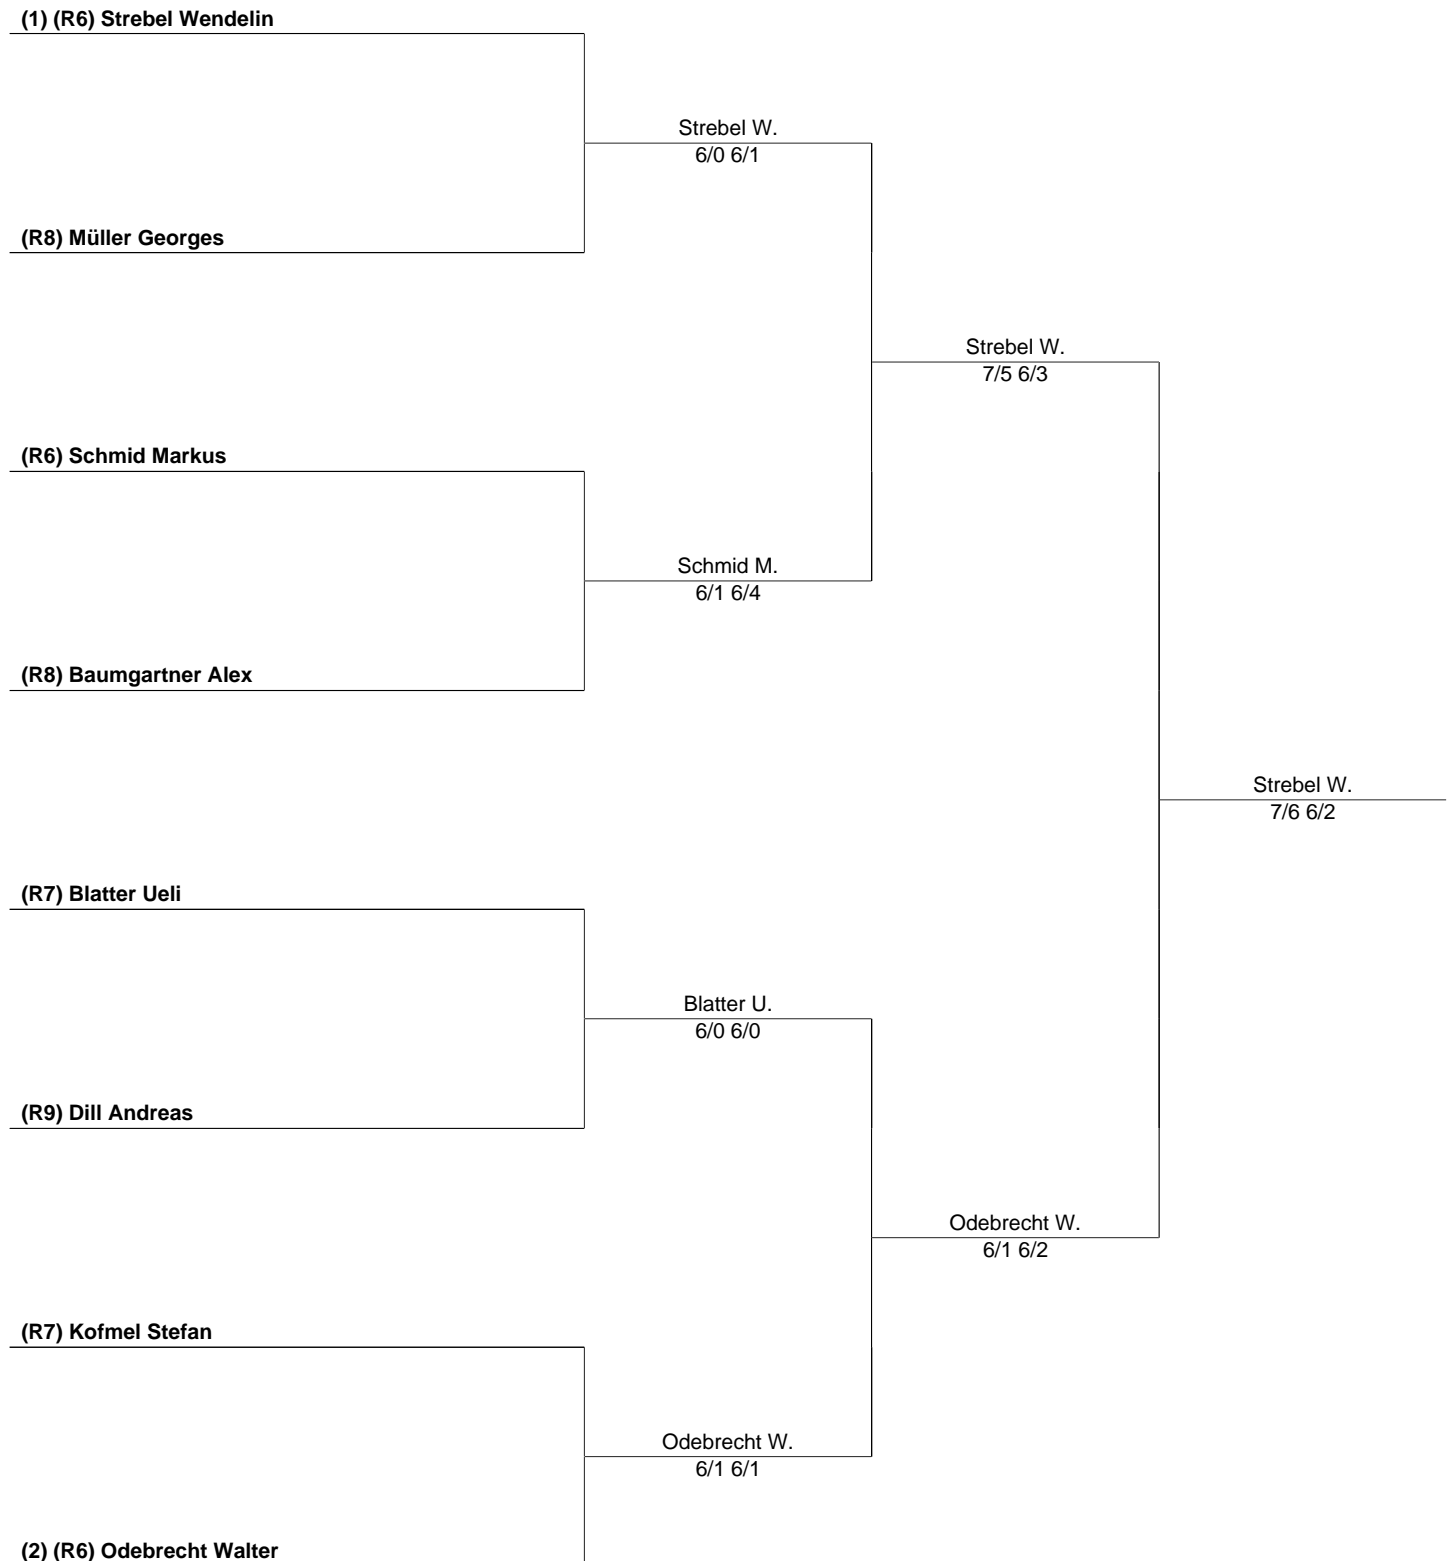 (1) (R6) Strebel Wendelin
Strebel W.
6/0 6/1
(R8) Müller Georges
Strebel W.
7/5 6/3
(R6) Schmid Markus
Schmid M.
6/1 6/4
(R8) Baumgartner Alex
Strebel W.
7/6 6/2
(R7) Blatter Ueli
Blatter U.
6/0 6/0
(R9) Dill Andreas
Odebrecht W.
6/1 6/2
(R7) Kofmel Stefan
Odebrecht W.
6/1 6/1
(2) (R6) Odebrecht Walter